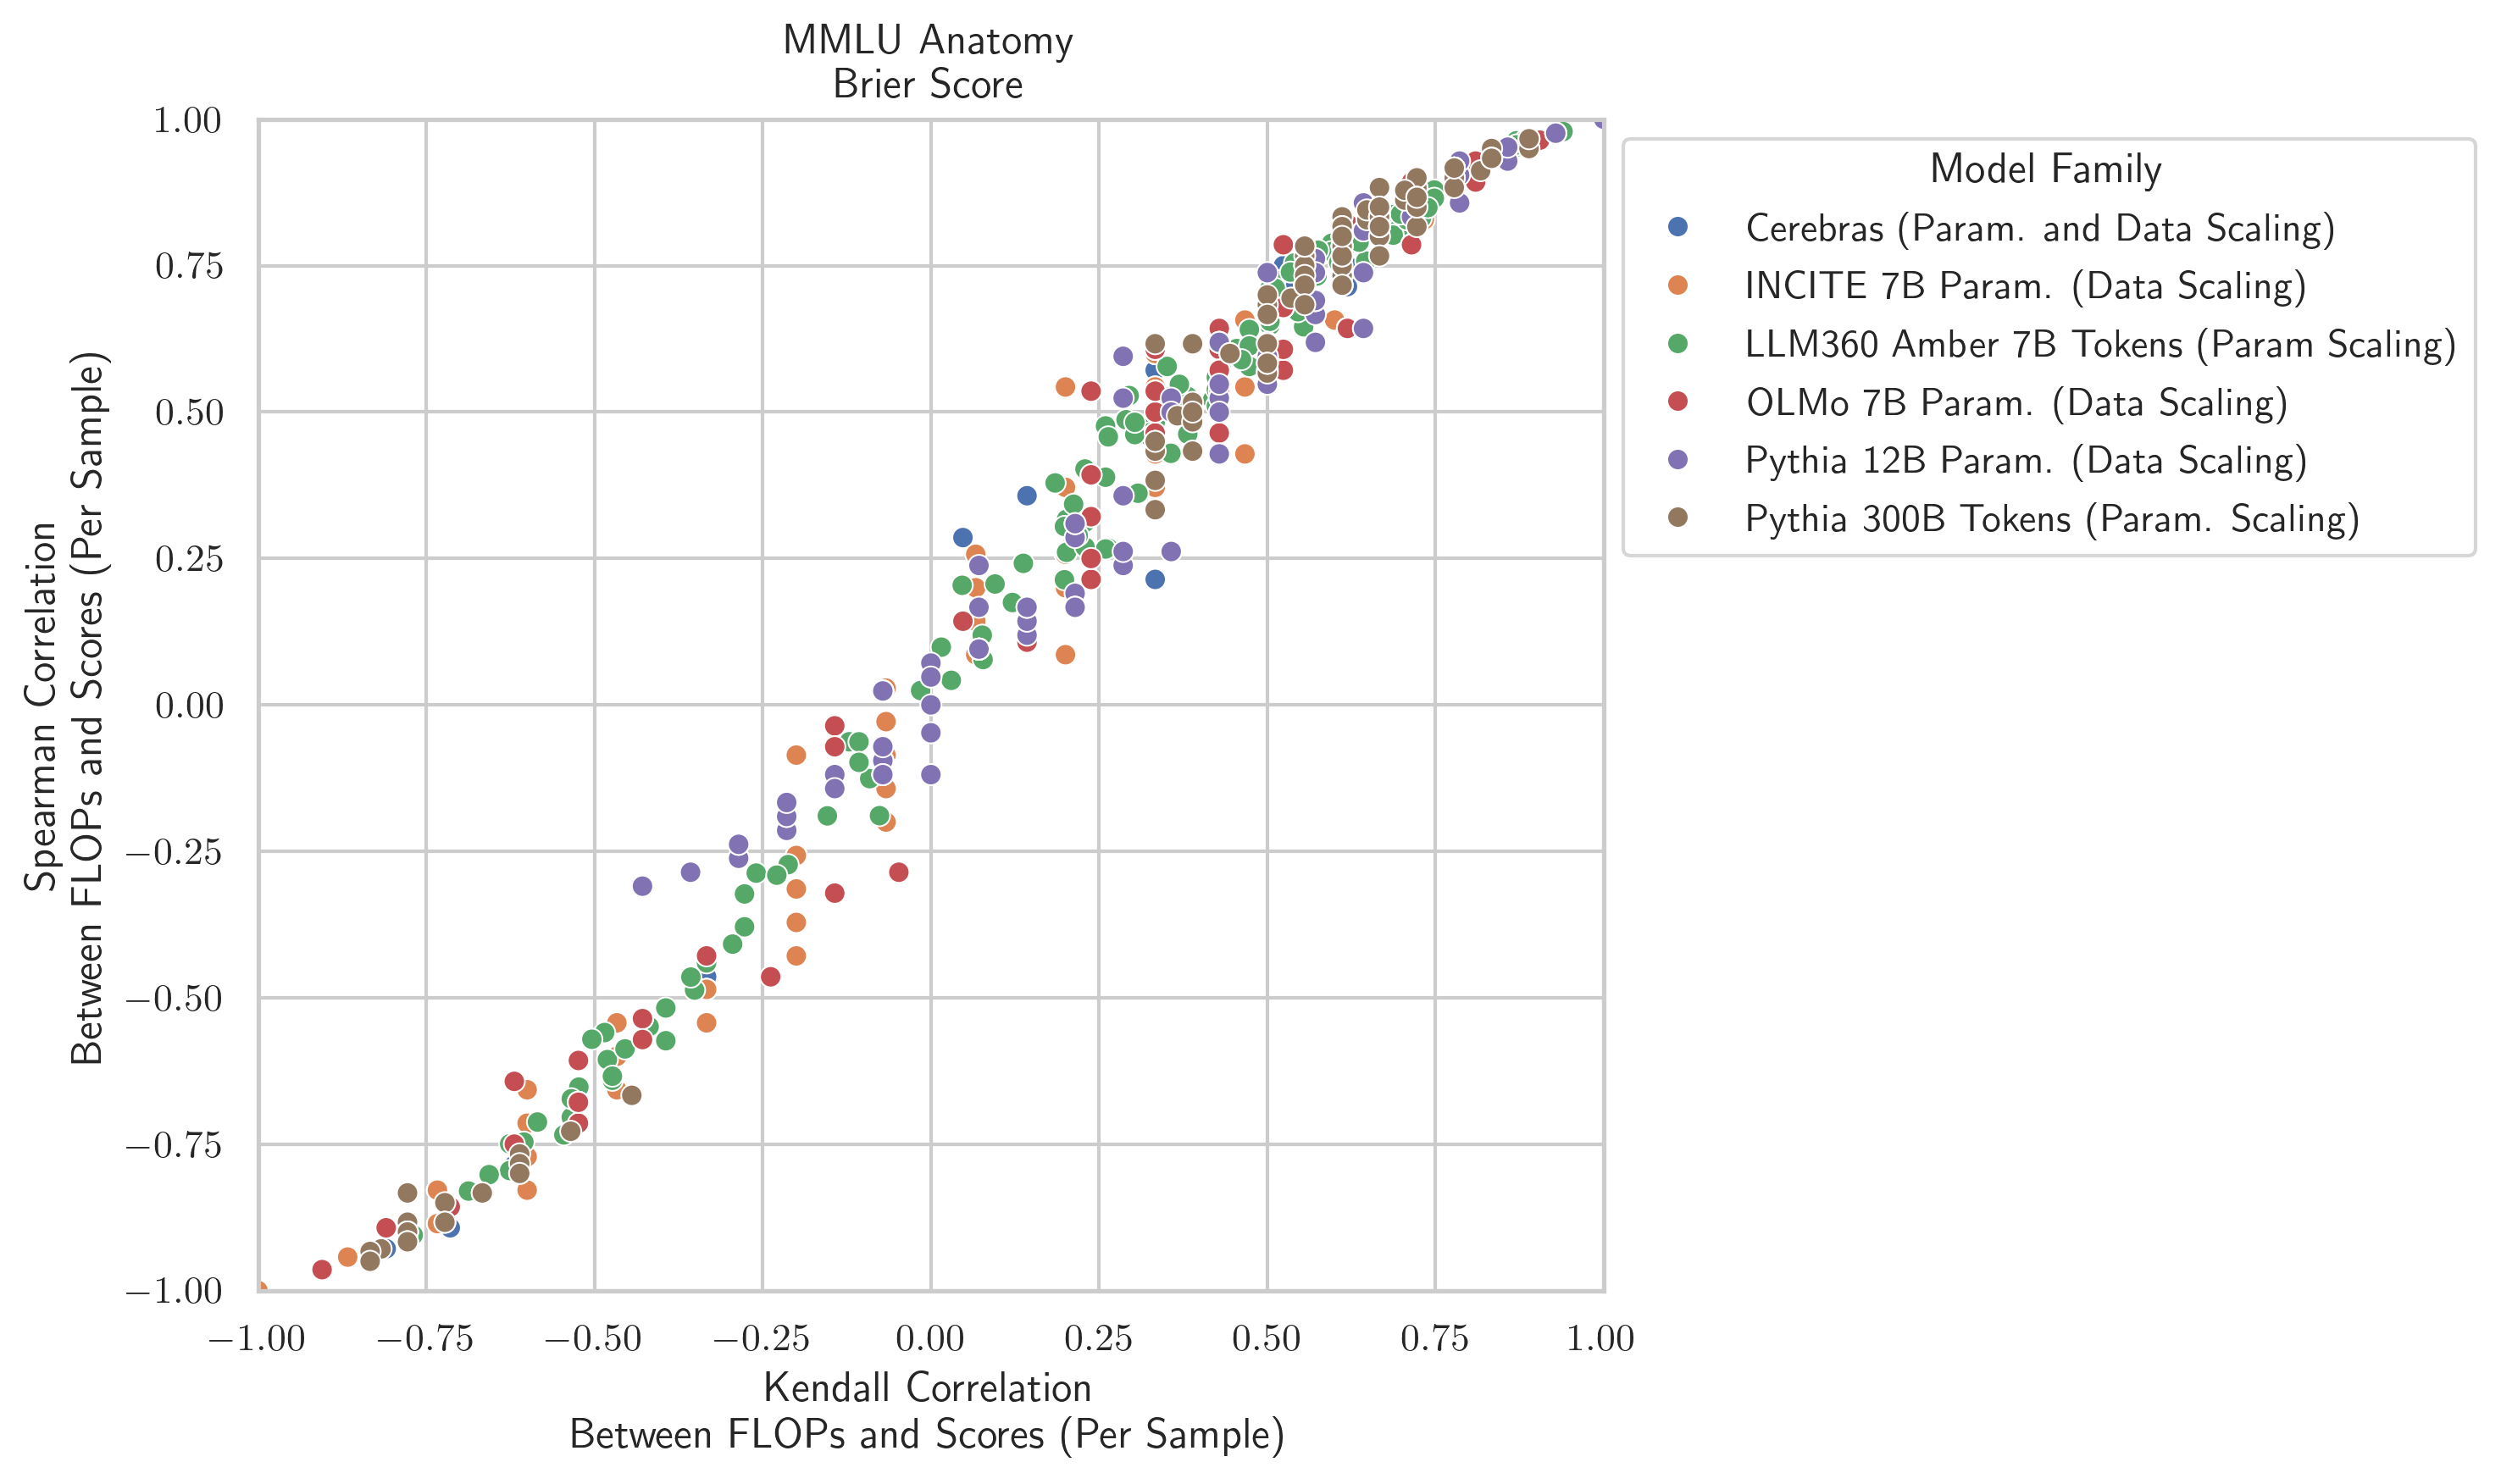 MMLU Anatomy
Brier Score
Spearman Correlation
Between FLOPs and Scores (Per Sample)
1.00
0.75
0.50
0.25
0.00
−0.25
−0.50
−0.75
−1.00
−1.00 −0.75 −0.50 −0.25 0.00 0.25 0.50 0.75 1.00
Kendall Correlation
Between FLOPs and Scores (Per Sample)
Model Family
Cerebras (Param. and Data Scaling)
INCITE 7B Param. (Data Scaling)
LLM360 Amber 7B Tokens (Param Scaling)
OLMo 7B Param. (Data Scaling)
Pythia 12B Param. (Data Scaling)
Pythia 300B Tokens (Param. Scaling)